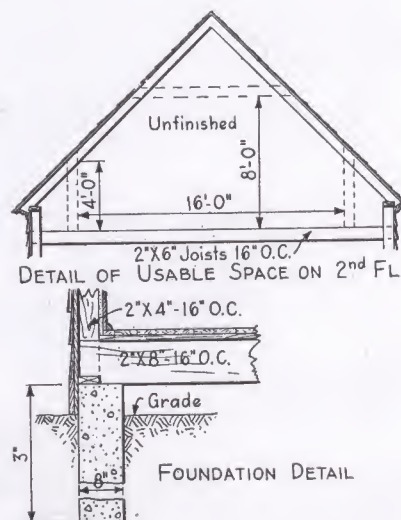 Unfinished
4'-0"
16'-0"
8'-0"
2"X6" Joists 16" O.C.
DETAIL OF USABLE SPACE ON 2nd FL
2"X4"-16" O.C.
2"X8"-16" O.C.
Grade
3"
8"
FOUNDATION DETAIL